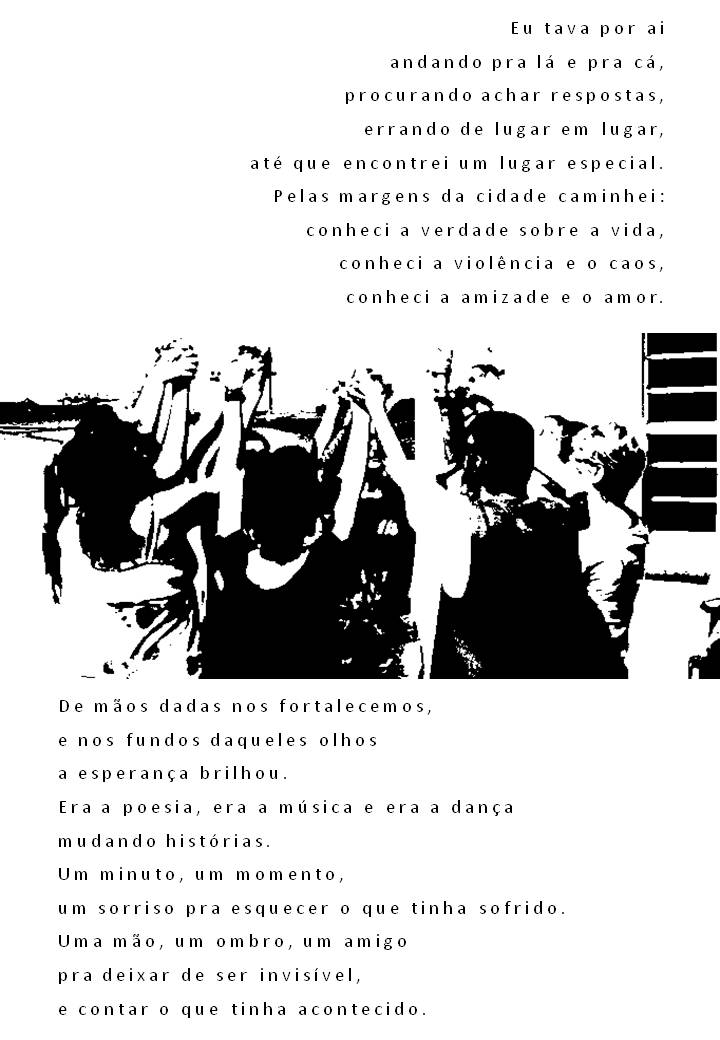 Eu tava por ai
andando pra lá e pra cá,
procurando achar respostas,
errando de lugar em lugar,
até que encontrei um lugar especial.
Pelas margens da cidade caminhei:
conheci a verdade sobre a vida,
conheci a violência e o caos,
conheci a amizade e o amor.
De mãos dadas nos fortalecemos,
e nos fundos daqueles olhos
a esperança brilhou.
Era a poesia, era a música e era a dança
mudando histórias.
Um minuto, um momento,
um sorriso pra esquecer o que tinha sofrido.
Uma mão, um ombro, um amigo
pra deixar de ser invisível,
e contar o que tinha acontecido.